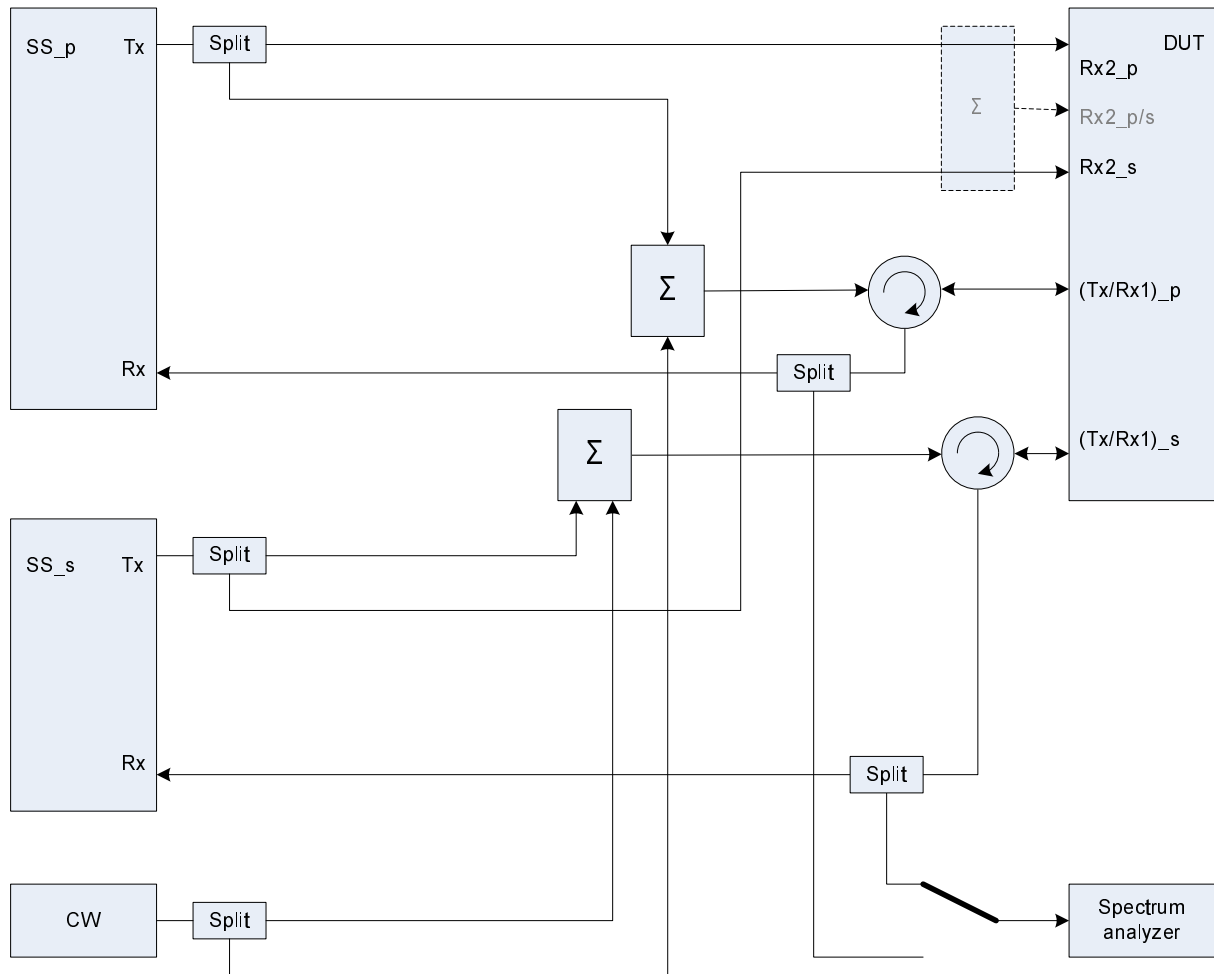 SS_p
Tx
Split
DUT
Rx2_p
Σ
Rx2_p/s
Rx2_s
Σ
(Tx/Rx1)_p
Rx
Split
Σ
(Tx/Rx1)_s
SS_s
Tx
Split
Rx
Split
CW
Split
Spectrum
analyzer